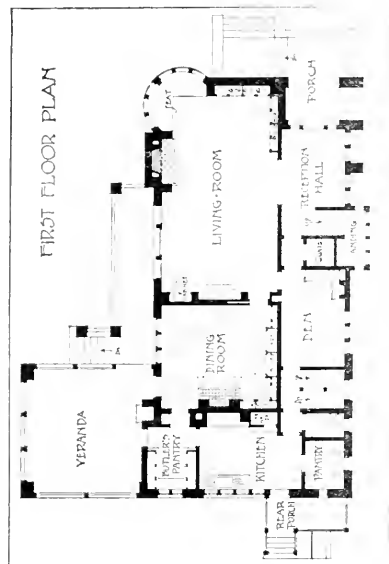 FIRST FLOOR PLAN
VERANDA
SEAT
PORCH
LIVING-ROOM
RECEPTION
HALL
LANDING
DINING
ROOM
DEN
BUTLER'S
PANTRY
KITCHEN
PANTRY
REAR
PORCH